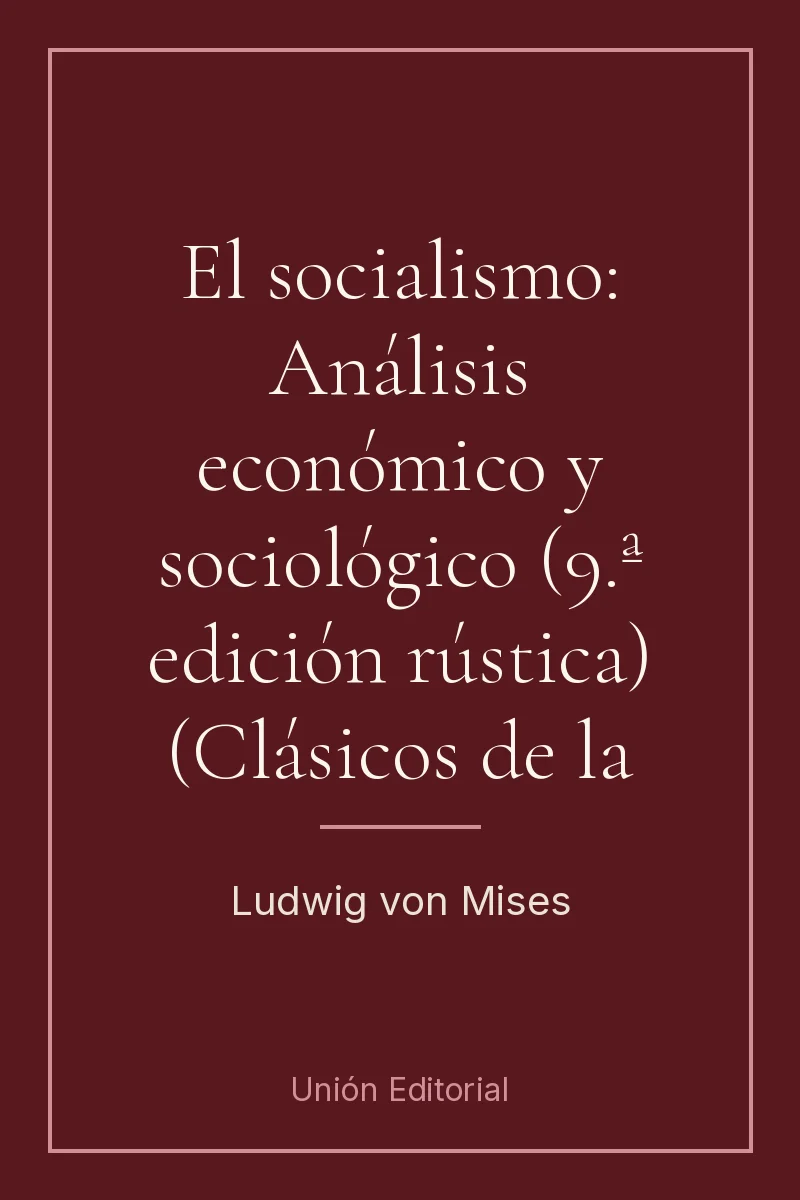 El socialismo:
Análisis
económico y
sociológico (9.ª
edición rústica)
(Clásicos de la
Ludwig von Mises
Unión Editorial